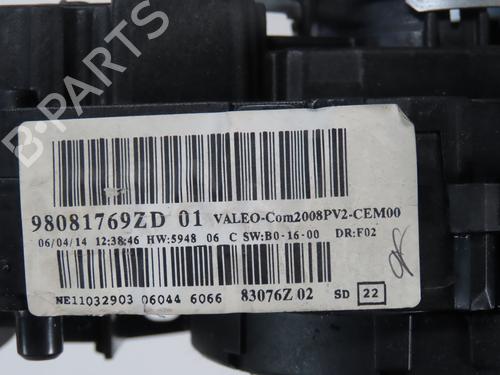 98081769ZD 01 VALEO-Com2008PV2-CEM00
06/04/14 12:38:46 HW:5948 06 C SW:B0-16-00 DR:F02
NE11032903 06044 6066 83076Z 02 SD 22
B-PARTS